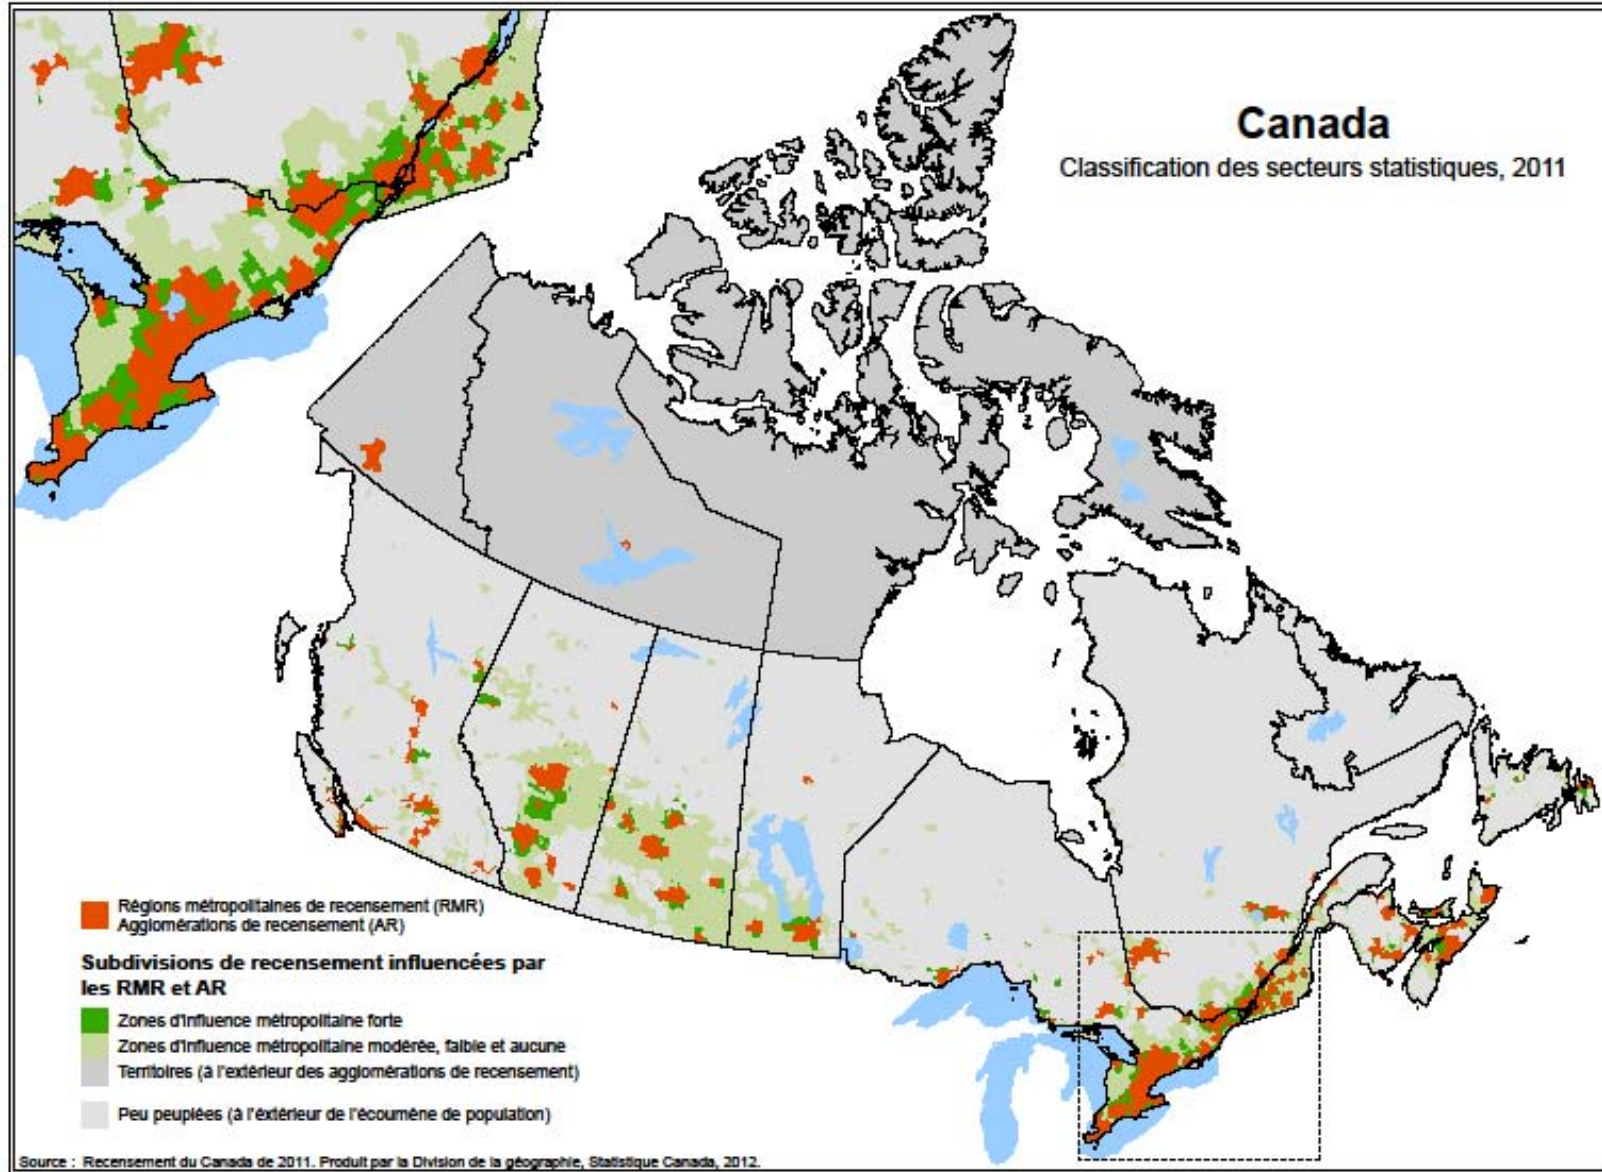 Canada
Classification des secteurs statistiques, 2011
Régions métropolitaines de recensement (RMR)
Agglomérations de recensement (AR)
Subdivisions de recensement influencées par
les RMR et AR
Zones d'influence métropolitaine forte
Zones d'influence métropolitaine modérée, faible et aucune
Territoires (à l'extérieur des agglomérations de recensement)
Peu peuplées (à l'éxtérieur de l'écoumène de population)
Source : Recensement du Canada de 2011. Produit par la Division de la géographie, Statistique Canada, 2012.